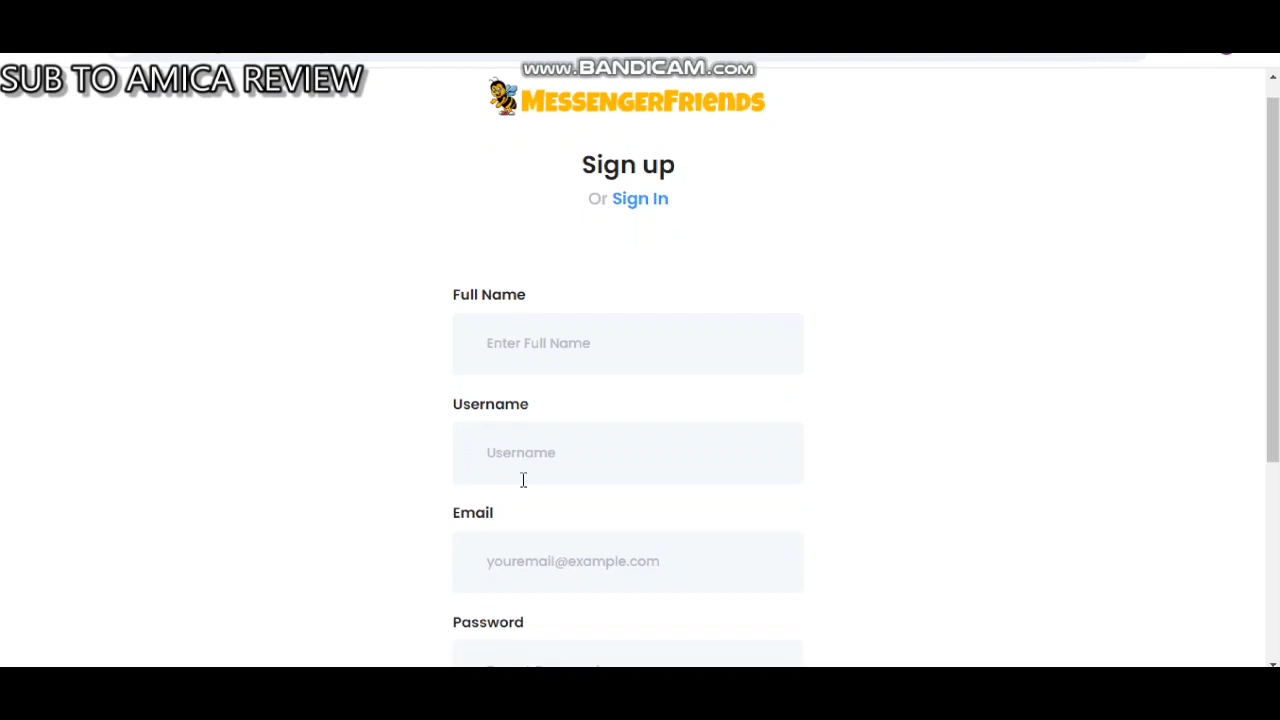 www.BANDICAM.com
SUB TO AMICA REVIEW
MessengerFriends
Sign up
Or Sign In
Full Name
Enter Full Name
Username
Username
Email
youremail@example.com
Password